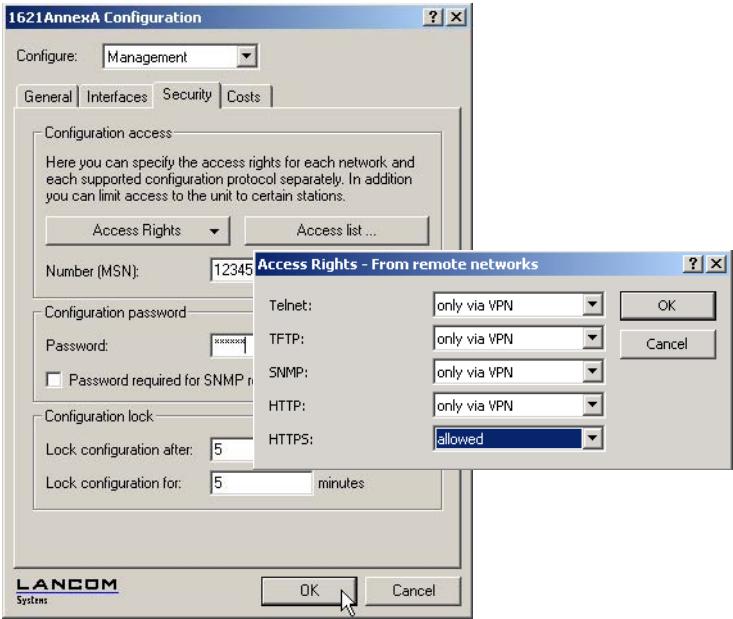 1621AnnexA Configuration
Configure: Management
General Interfaces Security Costs
Configuration access
Here you can specify the access rights for each network and
each supported configuration protocol separately. In addition
you can limit access to the unit to certain stations.
Access Rights Access list ...
Number (MSN): 12345
Configuration password
Password: xxxxxx
Password required for SNMP r
Configuration lock
Lock configuration after: 5
Lock configuration for: 5 minutes
LANCOM
Systems
OK Cancel
Access Rights - From remote networks
Telnet: only via VPN OK
TFTP: only via VPN Cancel
SNMP: only via VPN
HTTP: only via VPN
HTTPS: allowed